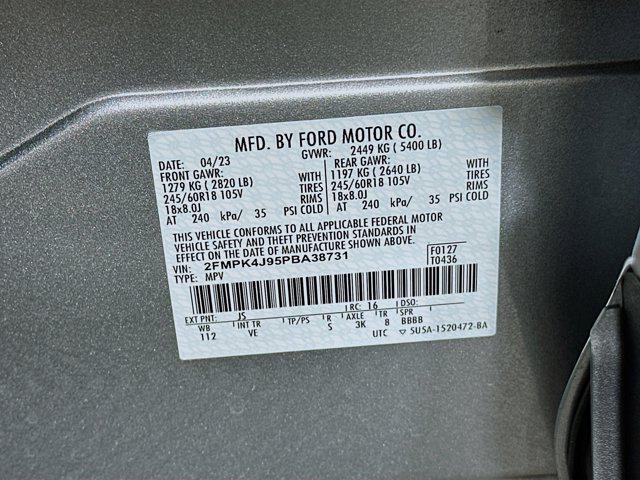 MFD. BY FORD MOTOR CO.
DATE: 04/23 GVWR: 2449 KG ( 5400 LB)
FRONT GAWR: REAR GAWR:
1279 KG ( 2820 LB) WITH 1197 KG ( 2640 LB) WITH
245/60R18 105V TIRES 245/60R18 105V TIRES
18x8.0J RIMS 18x8.0J RIMS
AT 240 kPa/ 35 PSI COLD AT 240 kPa/ 35 PSI COLD
THIS VEHICLE CONFORMS TO ALL APPLICABLE FEDERAL MOTOR
VEHICLE SAFETY AND THEFT PREVENTION STANDARDS IN
EFFECT ON THE DATE OF MANUFACTURE SHOWN ABOVE.
VIN: 2FMPK4J95PBA38731 F0127
TYPE: MPV T0436
EXT PNT: JS RC: 16 DSO:
WB INT TR TP/PS R AXLE TR SPR
112 VE S 3K 8 BBBB
UTC ▽ SU5A-1520472-BA